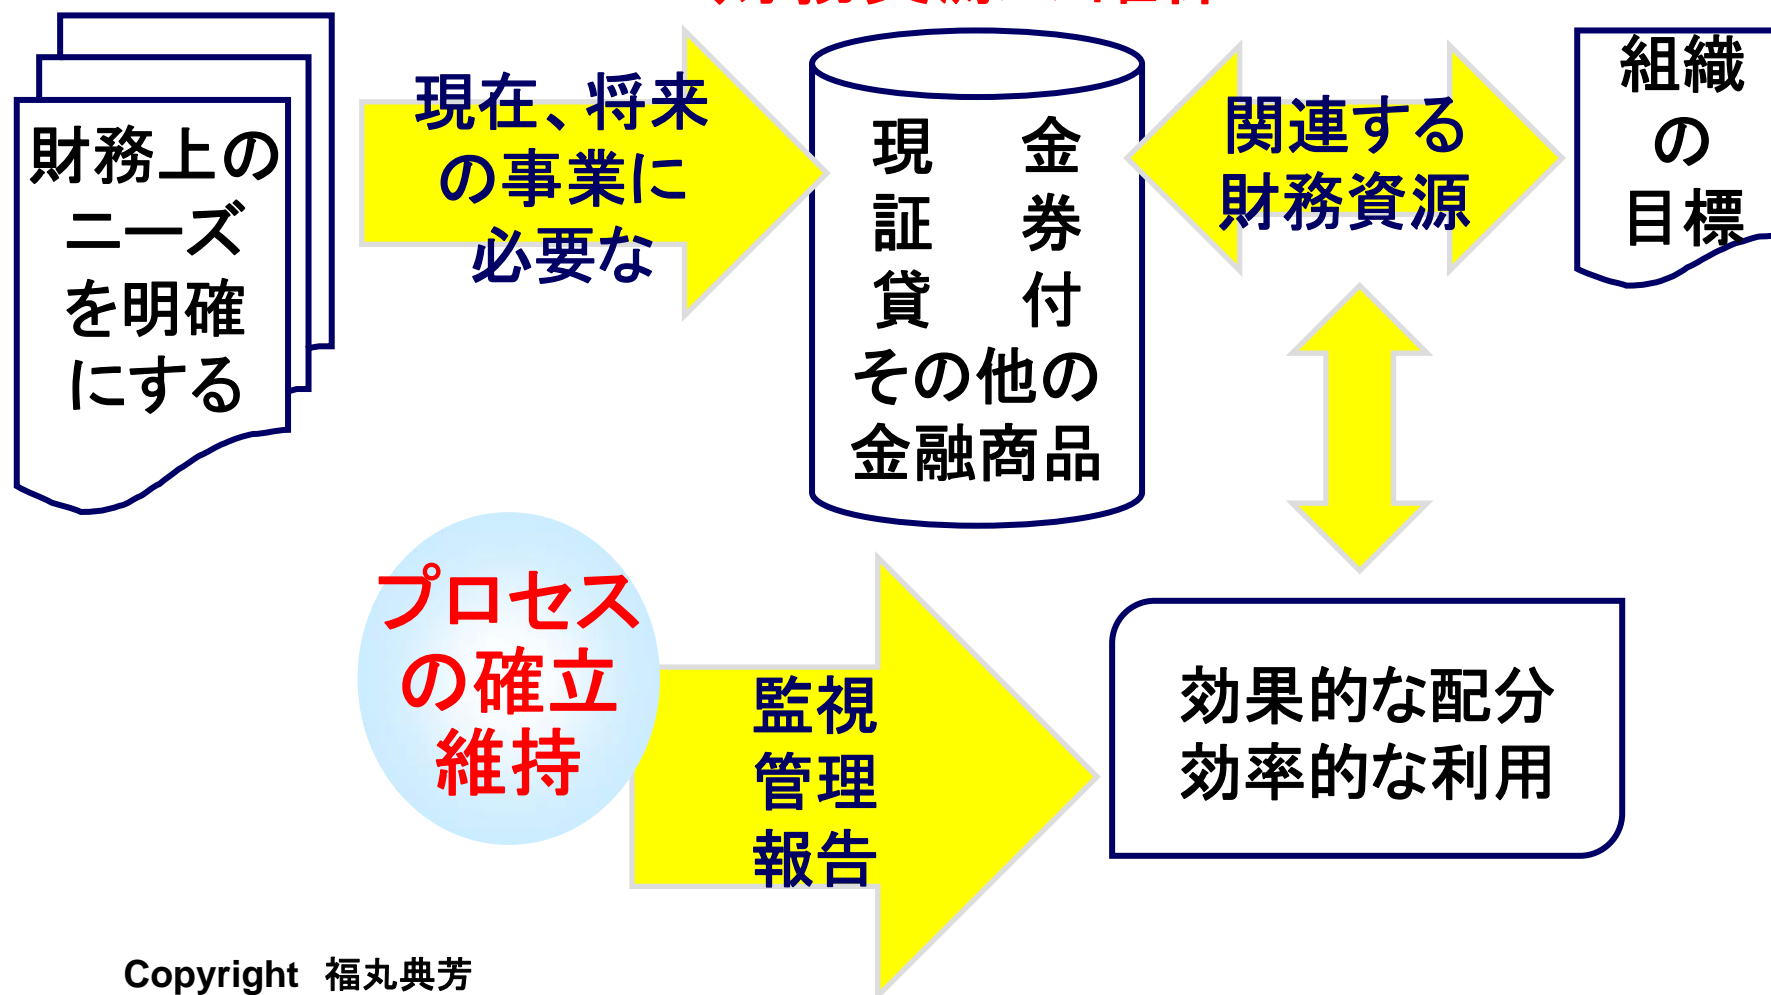 財務上の
ニーズ
を明確
にする
現在、将来
の事業に
必要な
現　金
証　券
貸　付
その他の
金融商品
関連する
財務資源
組織
の
目標
プロセス
の確立
維持
監視
管理
報告
効果的な配分
効率的な利用
Copyright 福丸典芳